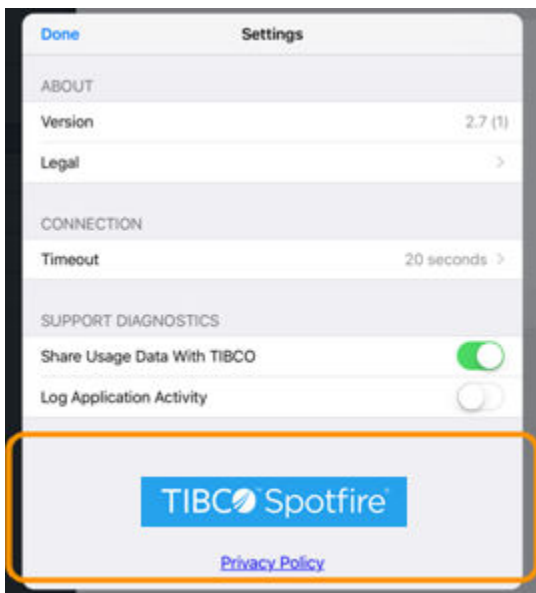 Done Settings
ABOUT
Version 2.7 (1)
Legal >
CONNECTION
Timeout 20 seconds >
SUPPORT DIAGNOSTICS
Share Usage Data With TIBCO
Log Application Activity
TIBCO™ Spotfire®
Privacy Policy